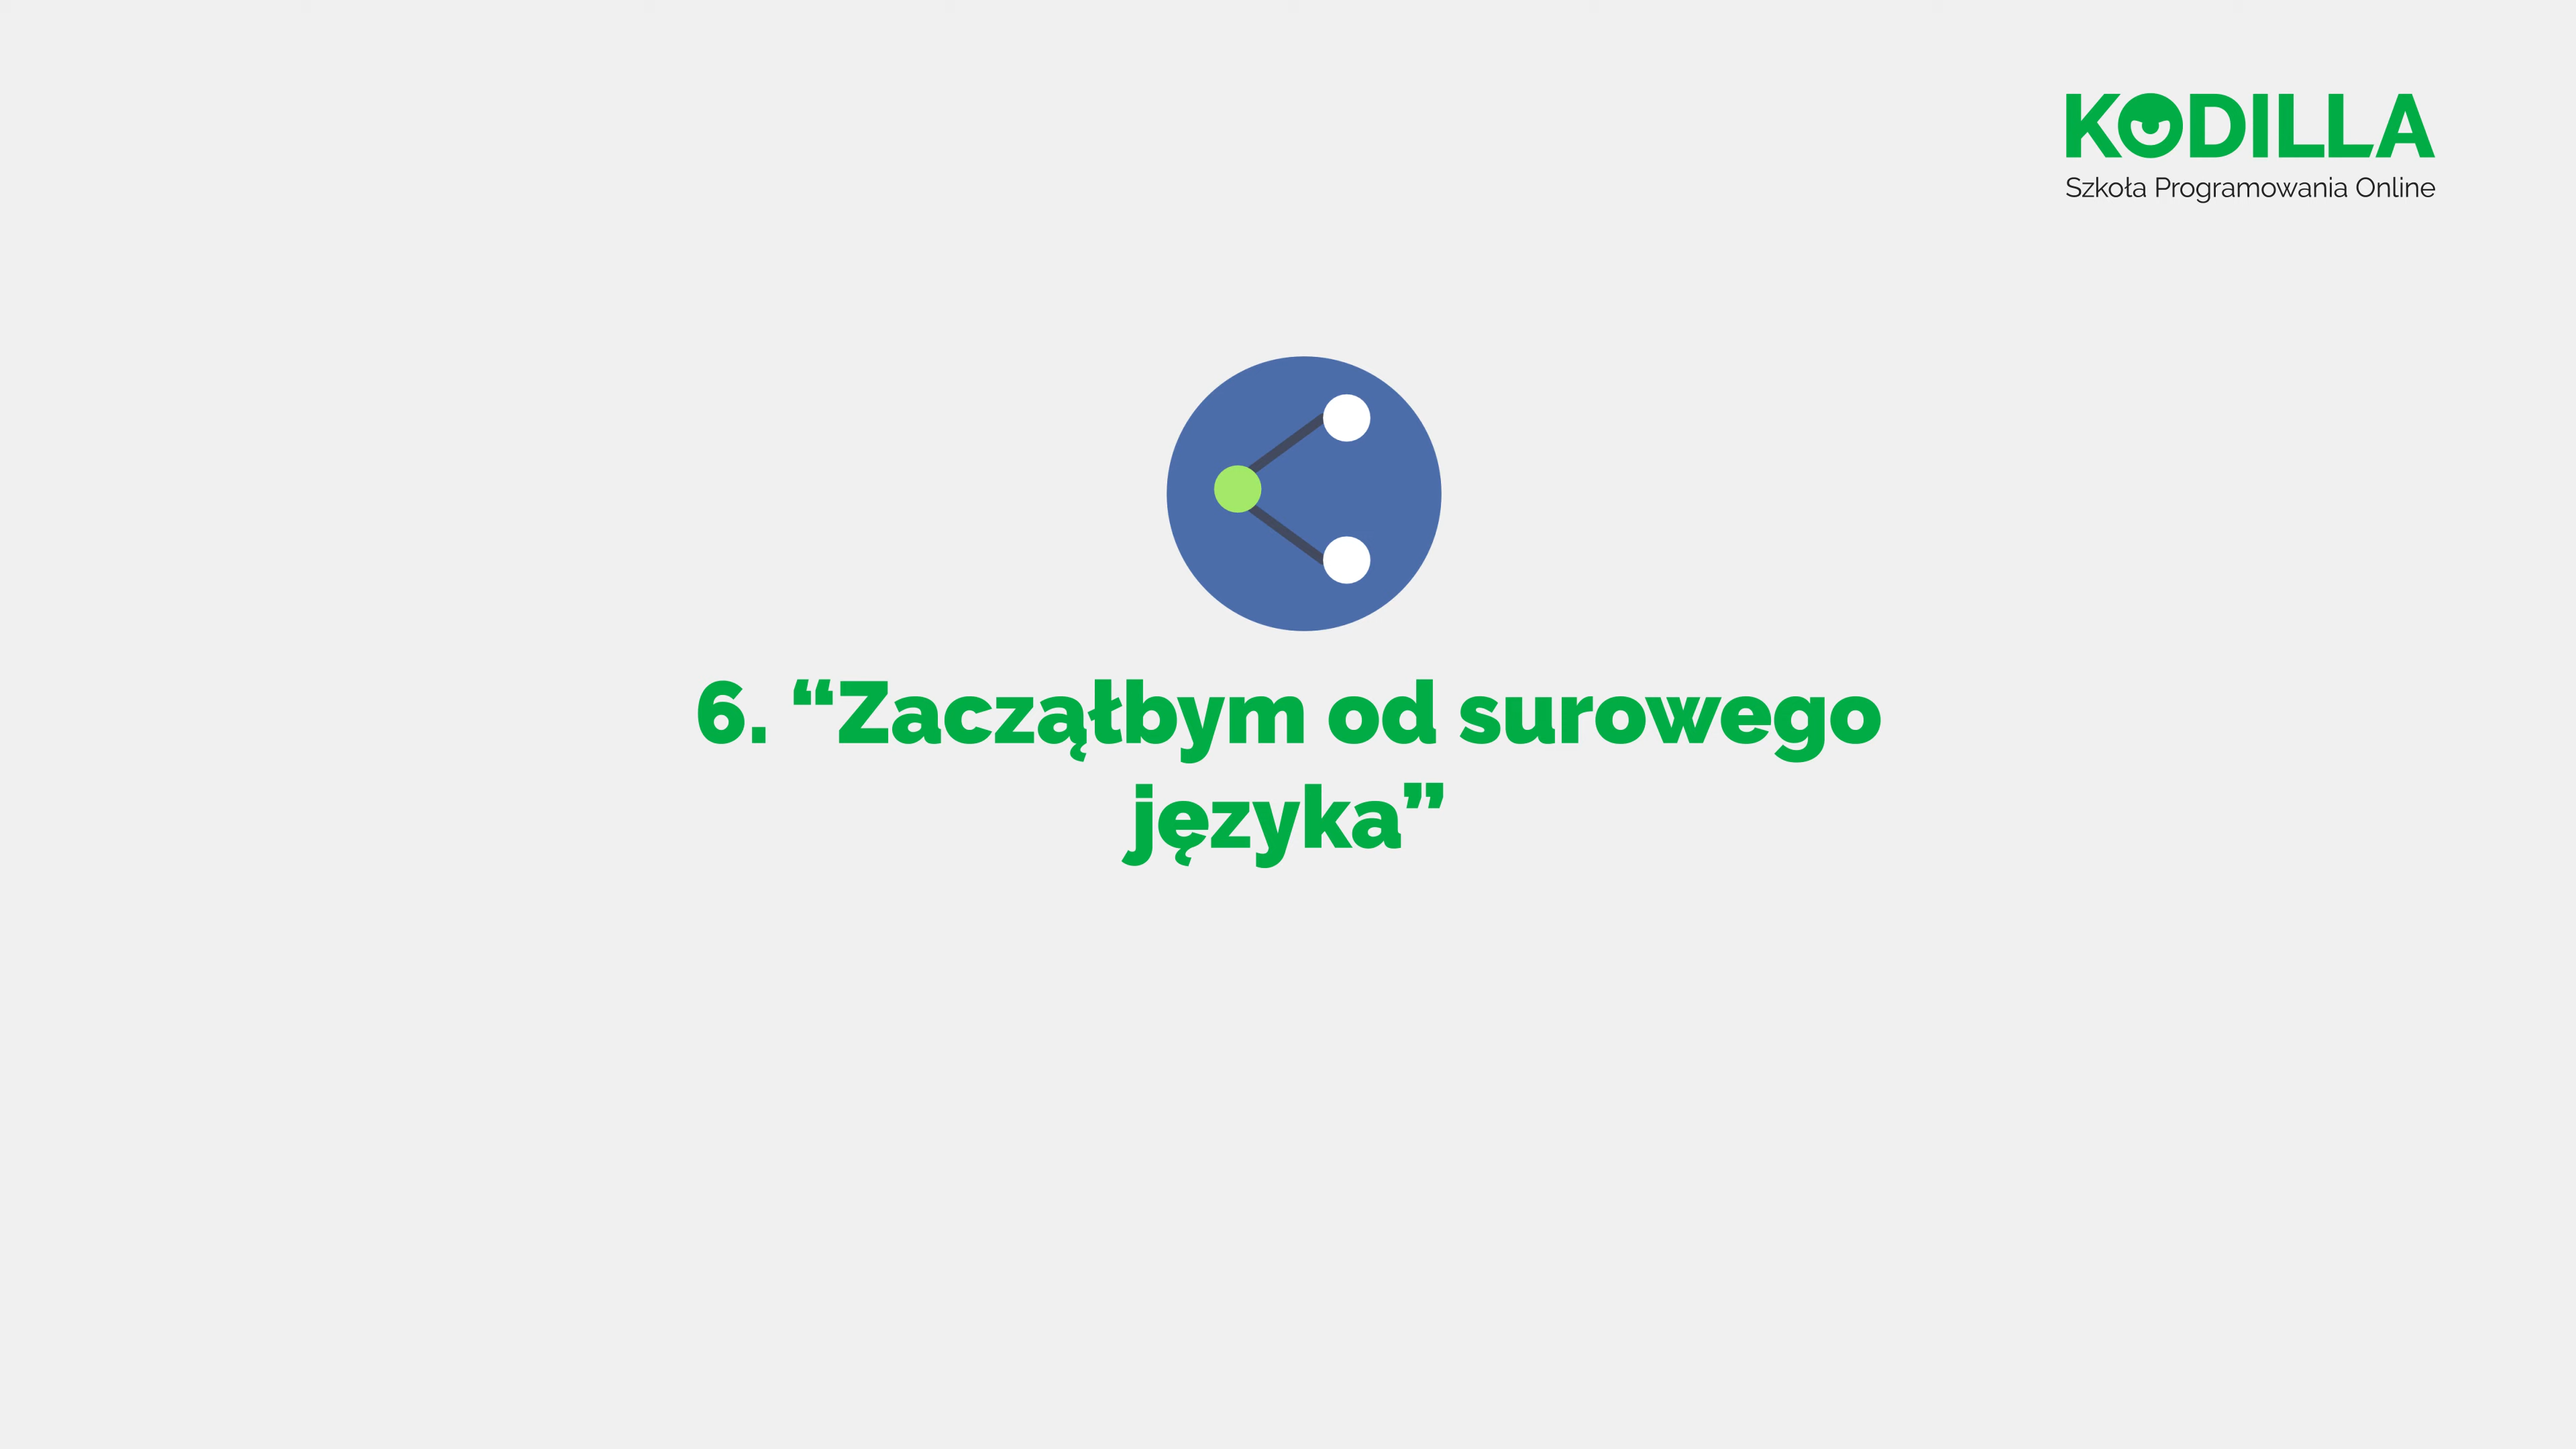 KODILLA
Szkoła Programowania Online
6. “Zacząłbym od surowego
języka”